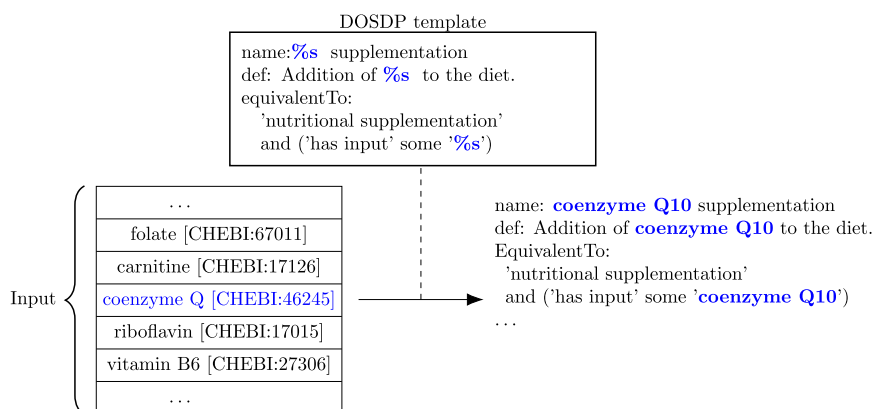 DOSDP template
name:%s supplementation
def: Addition of %s to the diet.
equivalentTo:
'nutritional supplementation'
and ('has input' some '%s')
Input
...
folate [CHEBI:67011]
carnitine [CHEBI:17126]
coenzyme Q [CHEBI:46245]
riboflavin [CHEBI:17015]
vitamin B6 [CHEBI:27306]
...
name: coenzyme Q10 supplementation
def: Addition of coenzyme Q10 to the diet.
EquivalentTo:
'nutritional supplementation'
and ('has input' some 'coenzyme Q10')
...